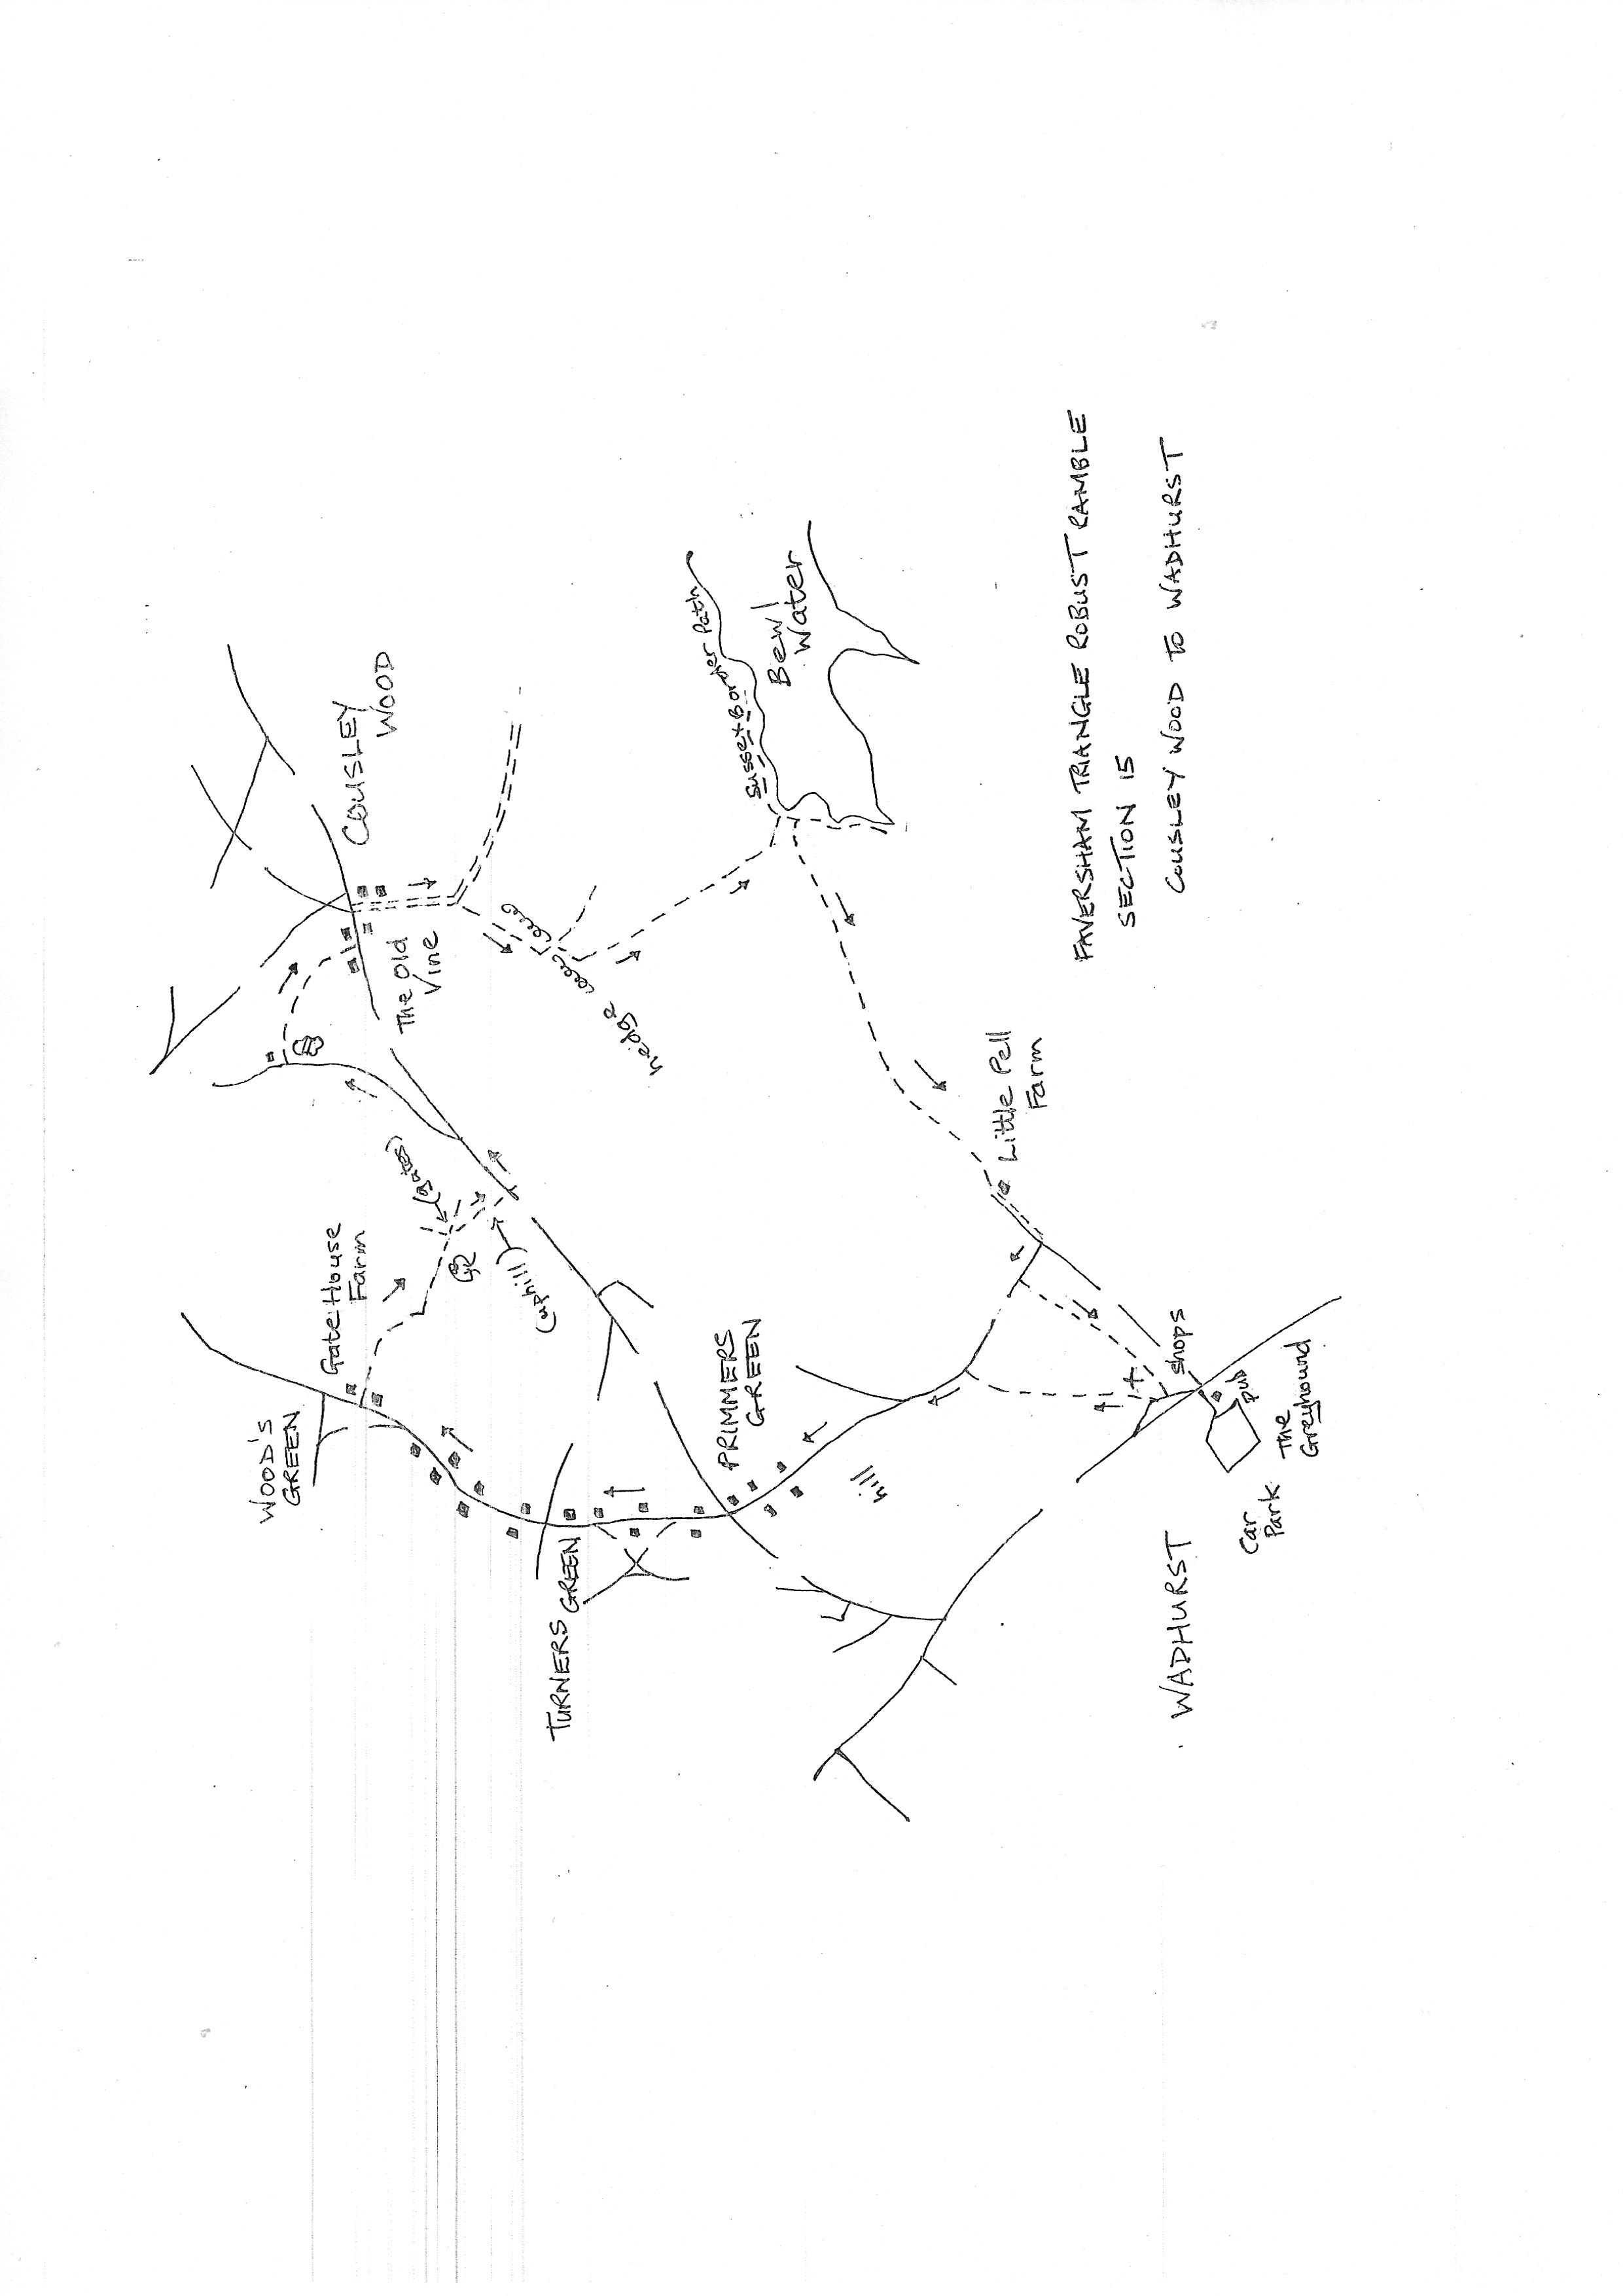 WOOD'S
GREEN
Gate House
Farm
(gates)
(uphill)
COUSLEY
WOOD
The Old
Vine
hedge
TURNERS
GREEN
PRIMMERS
GREEN
hill
Sussex Border Path
Bewl
Water
Little Pell
Farm
WADHURST
Car
Park
The
Greyhound
pub
shops
FAVERSHAM TRIANGLE ROBUST RAMBLE
SECTION 15
COUSLEY WOOD TO WADHURST